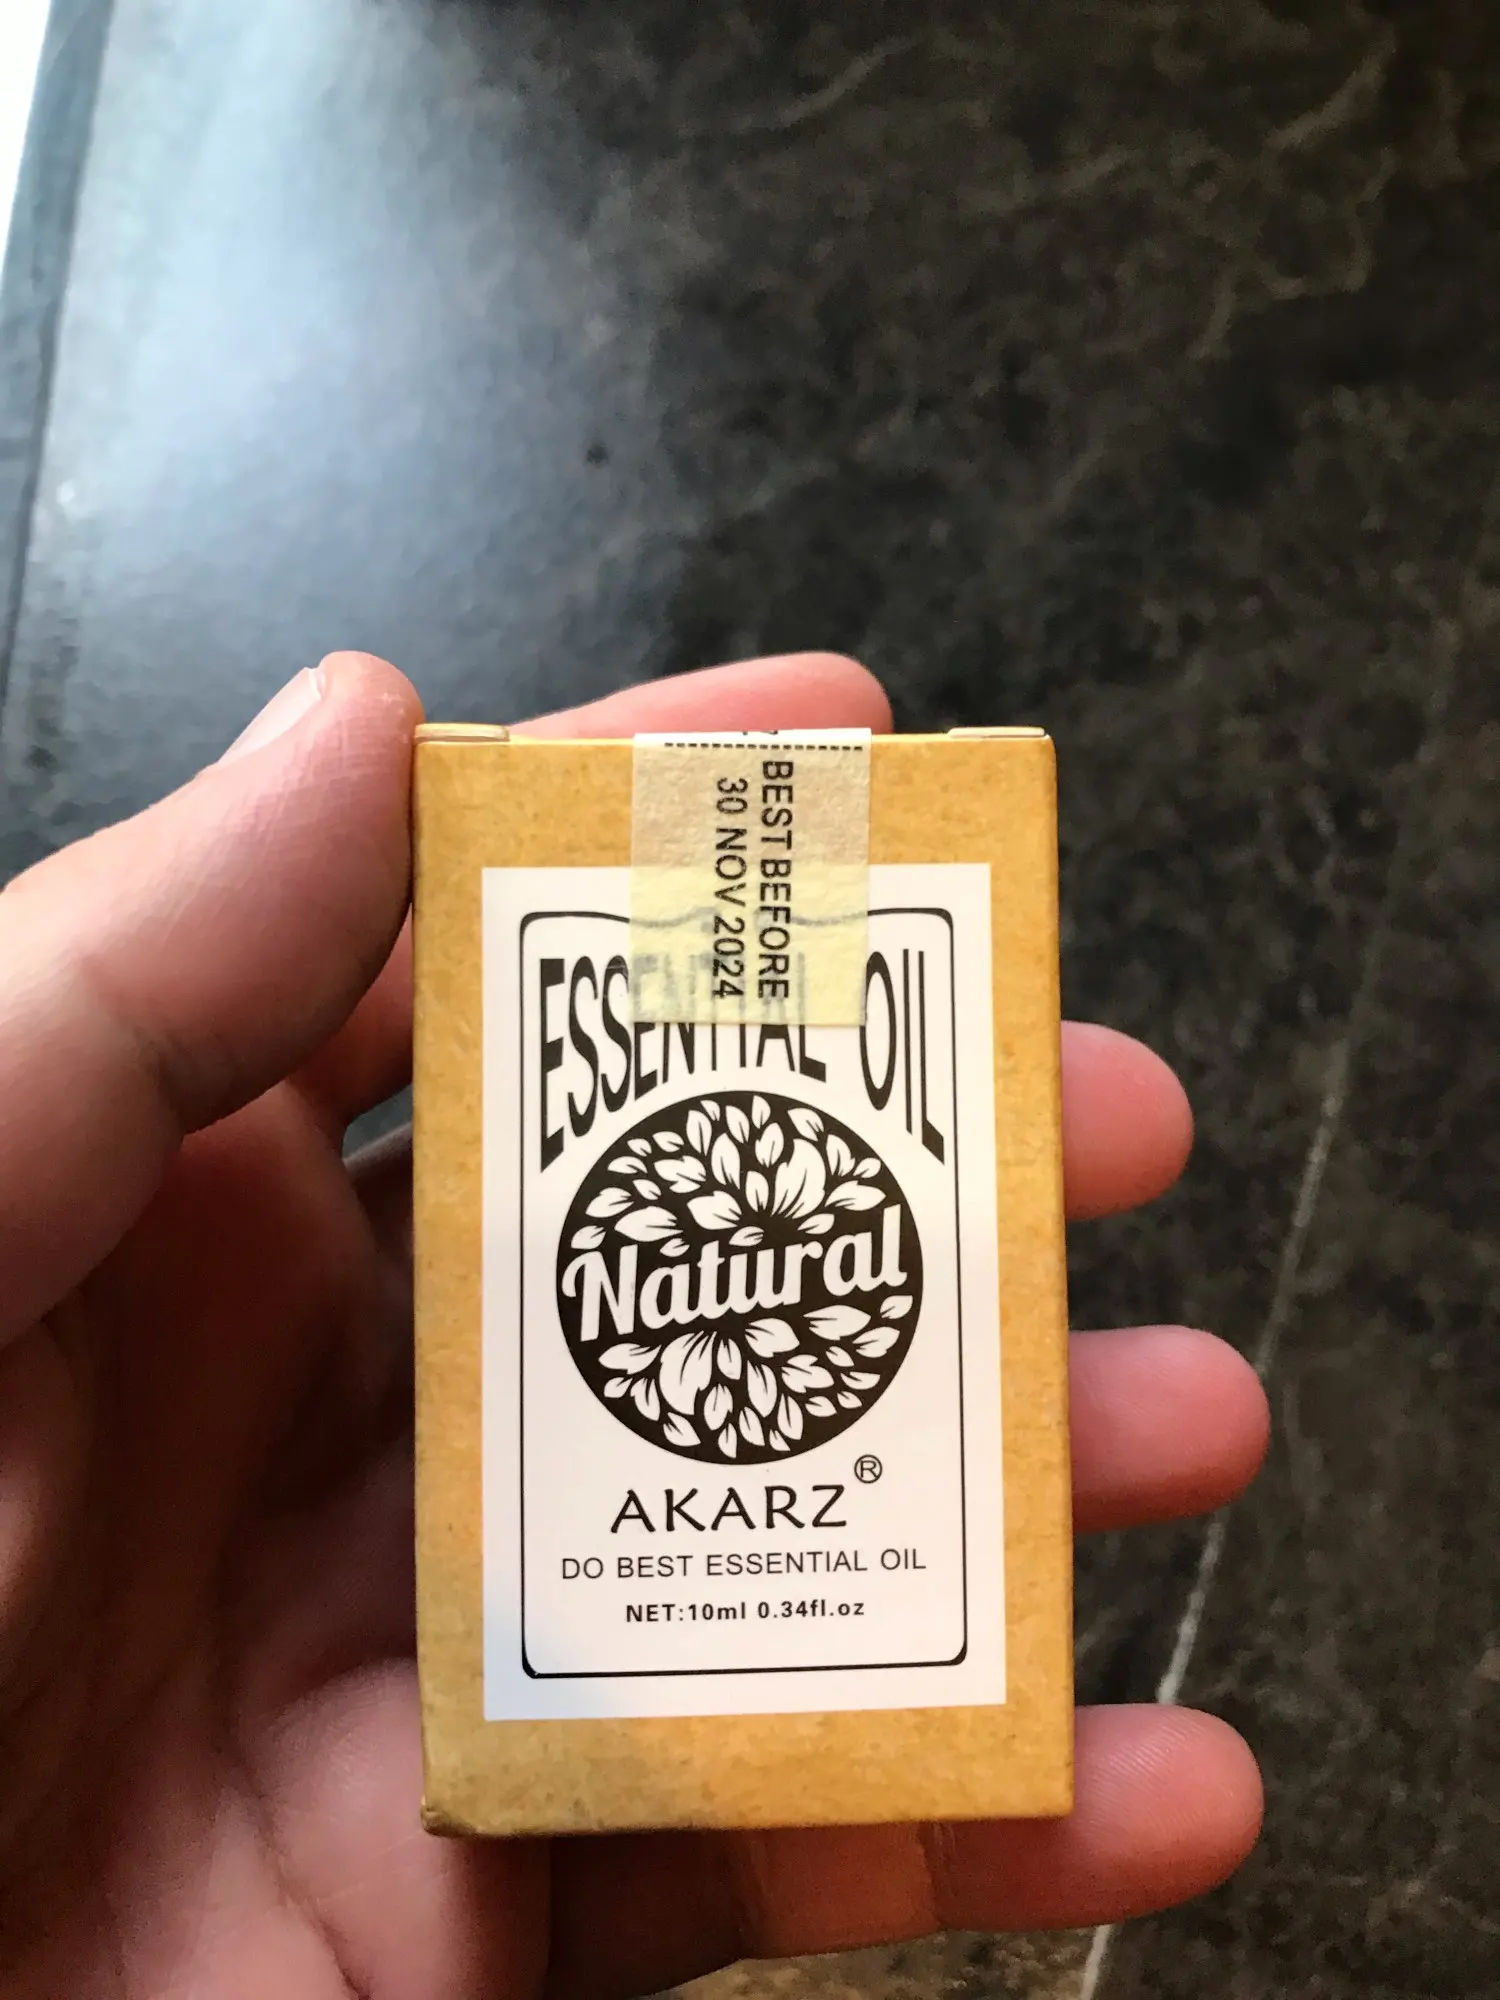 BEST BEFORE
30 NOV 2024
ESSENTIAL OIL
Natural
AKARZ®
DO BEST ESSENTIAL OIL
NET:10ml 0.34fl.oz